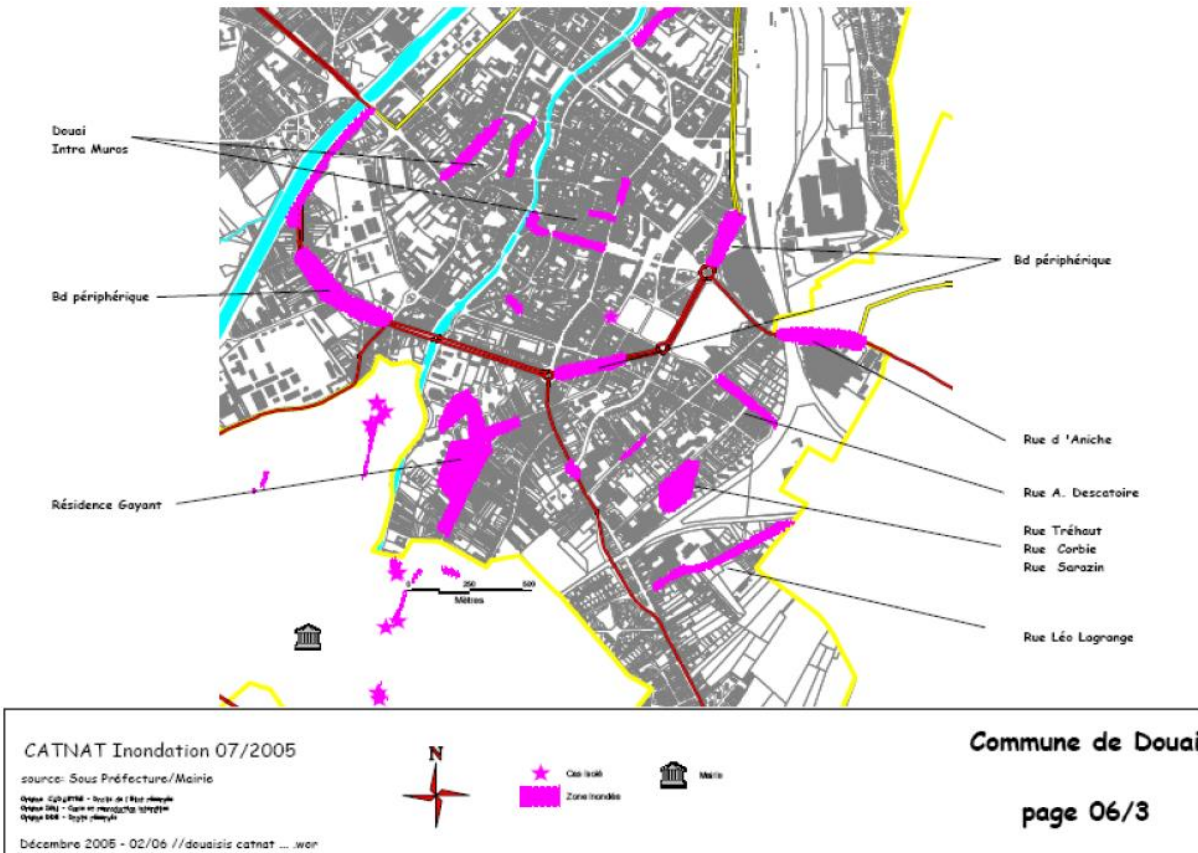 Douai
Intra Muros
Bd périphérique
Résidence Gayant
Bd périphérique
Rue d 'Aniche
Rue A. Descatoire
Rue Tréhaut
Rue Corbie
Rue Sarazin
Rue Léo Lagrange
0 250 500
Mètres
CATNAT Inondation 07/2005
source: Sous Préfecture/Mairie
Décembre 2005 - 02/06 //douaisis catnat ... .wor
N
Cas isolé
Zone inondée
Mairie
Commune de Douai
page 06/3